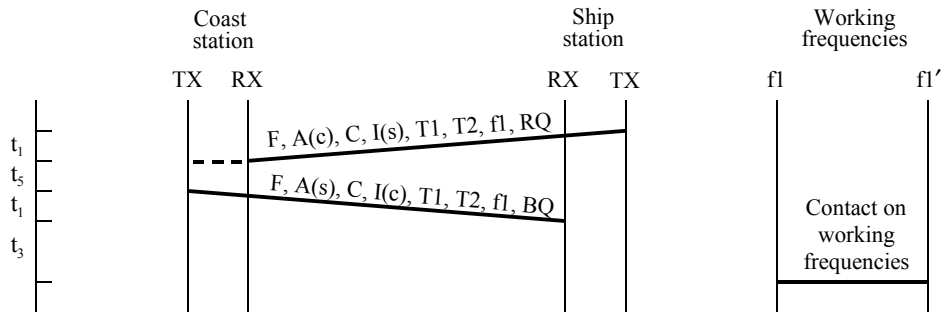 Coast
station
Ship
station
Working
frequencies
TX RX RX TX f1 f1′
t1
F, A(c), C, I(s), T1, T2, f1, RQ
t5
F, A(s), C, I(c), T1, T2, f1, BQ
t1
t3
Contact on
working
frequencies